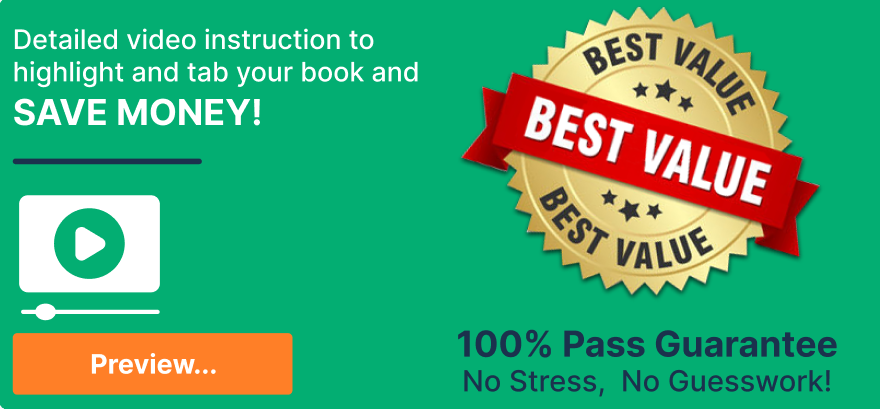 Detailed video instruction to
highlight and tab your book and
SAVE MONEY!
Preview...
BEST VALUE
BEST VALUE
BEST VALUE
100% Pass Guarantee
No Stress, No Guesswork!